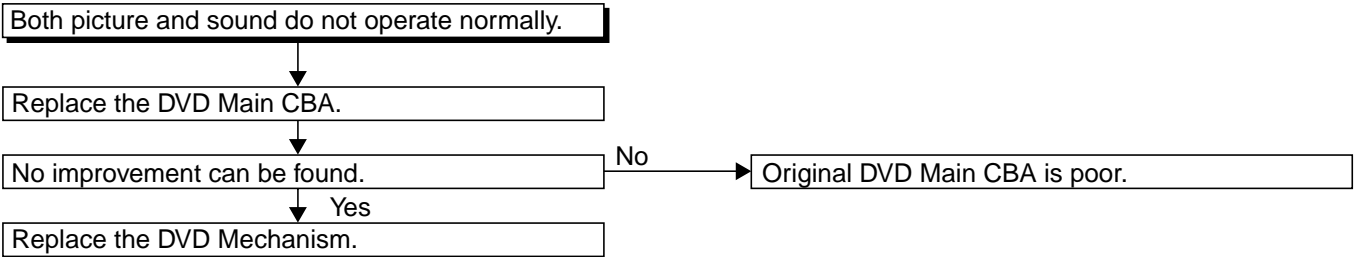 Both picture and sound do not operate normally.
Replace the DVD Main CBA.
No improvement can be found.
No
Original DVD Main CBA is poor.
Yes
Replace the DVD Mechanism.